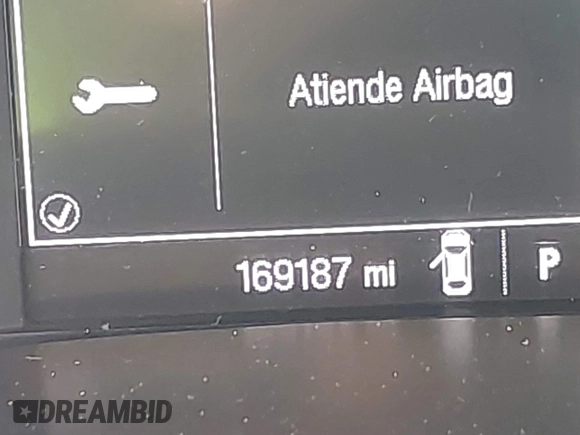 Atiende Airbag
169187 mi
P
DREAMBID